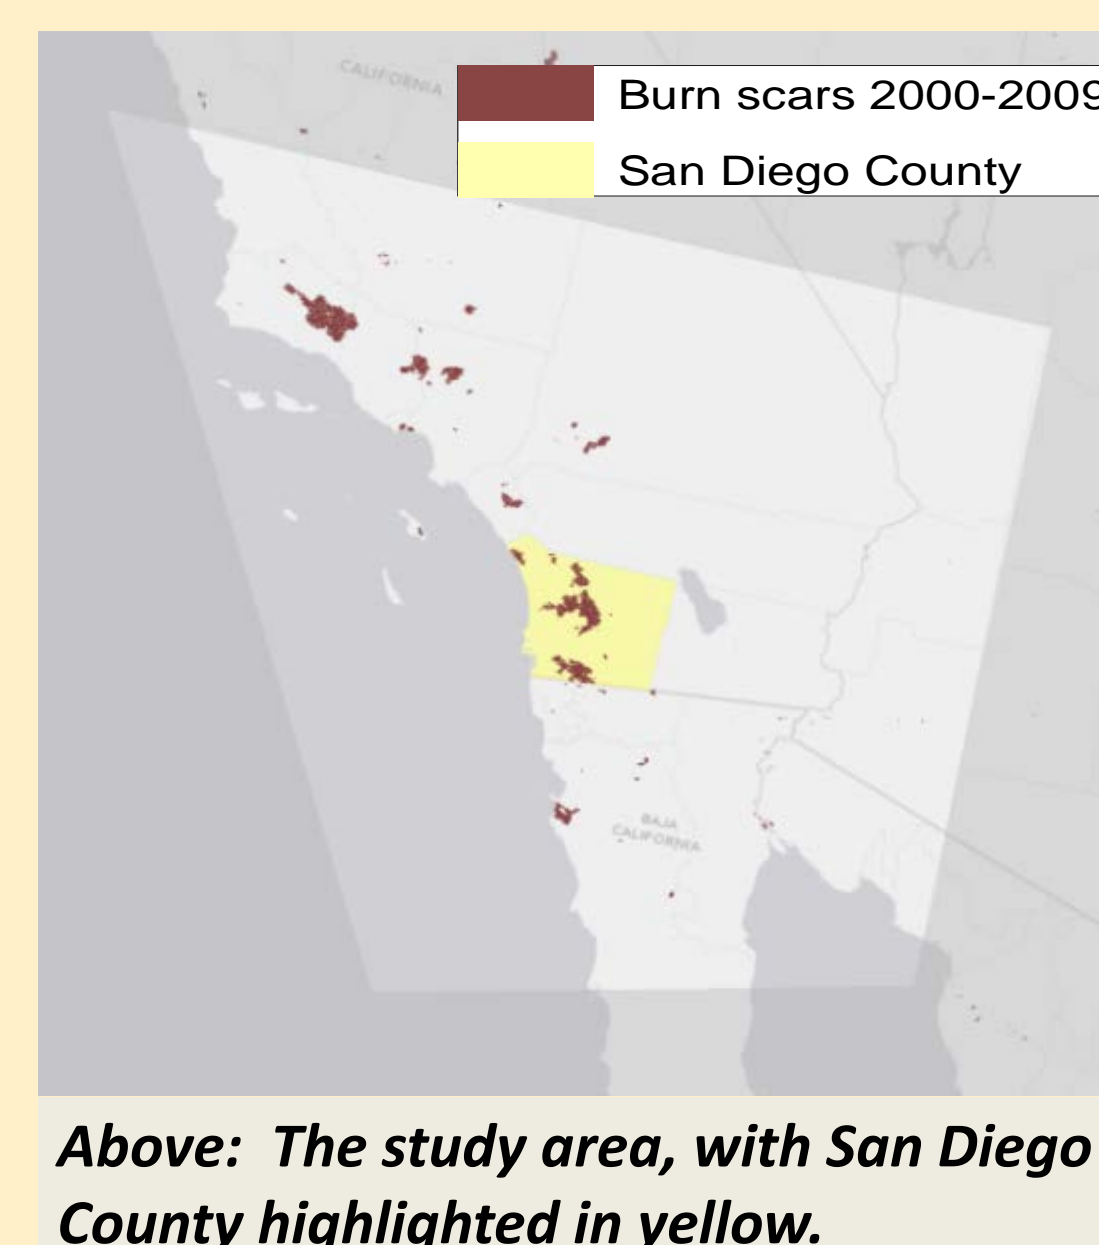 CALIFORNIA
Burn scars 2000-2009
San Diego County
BAJA
CALIFORNIA
Above:  The study area, with San Diego
County highlighted in yellow.